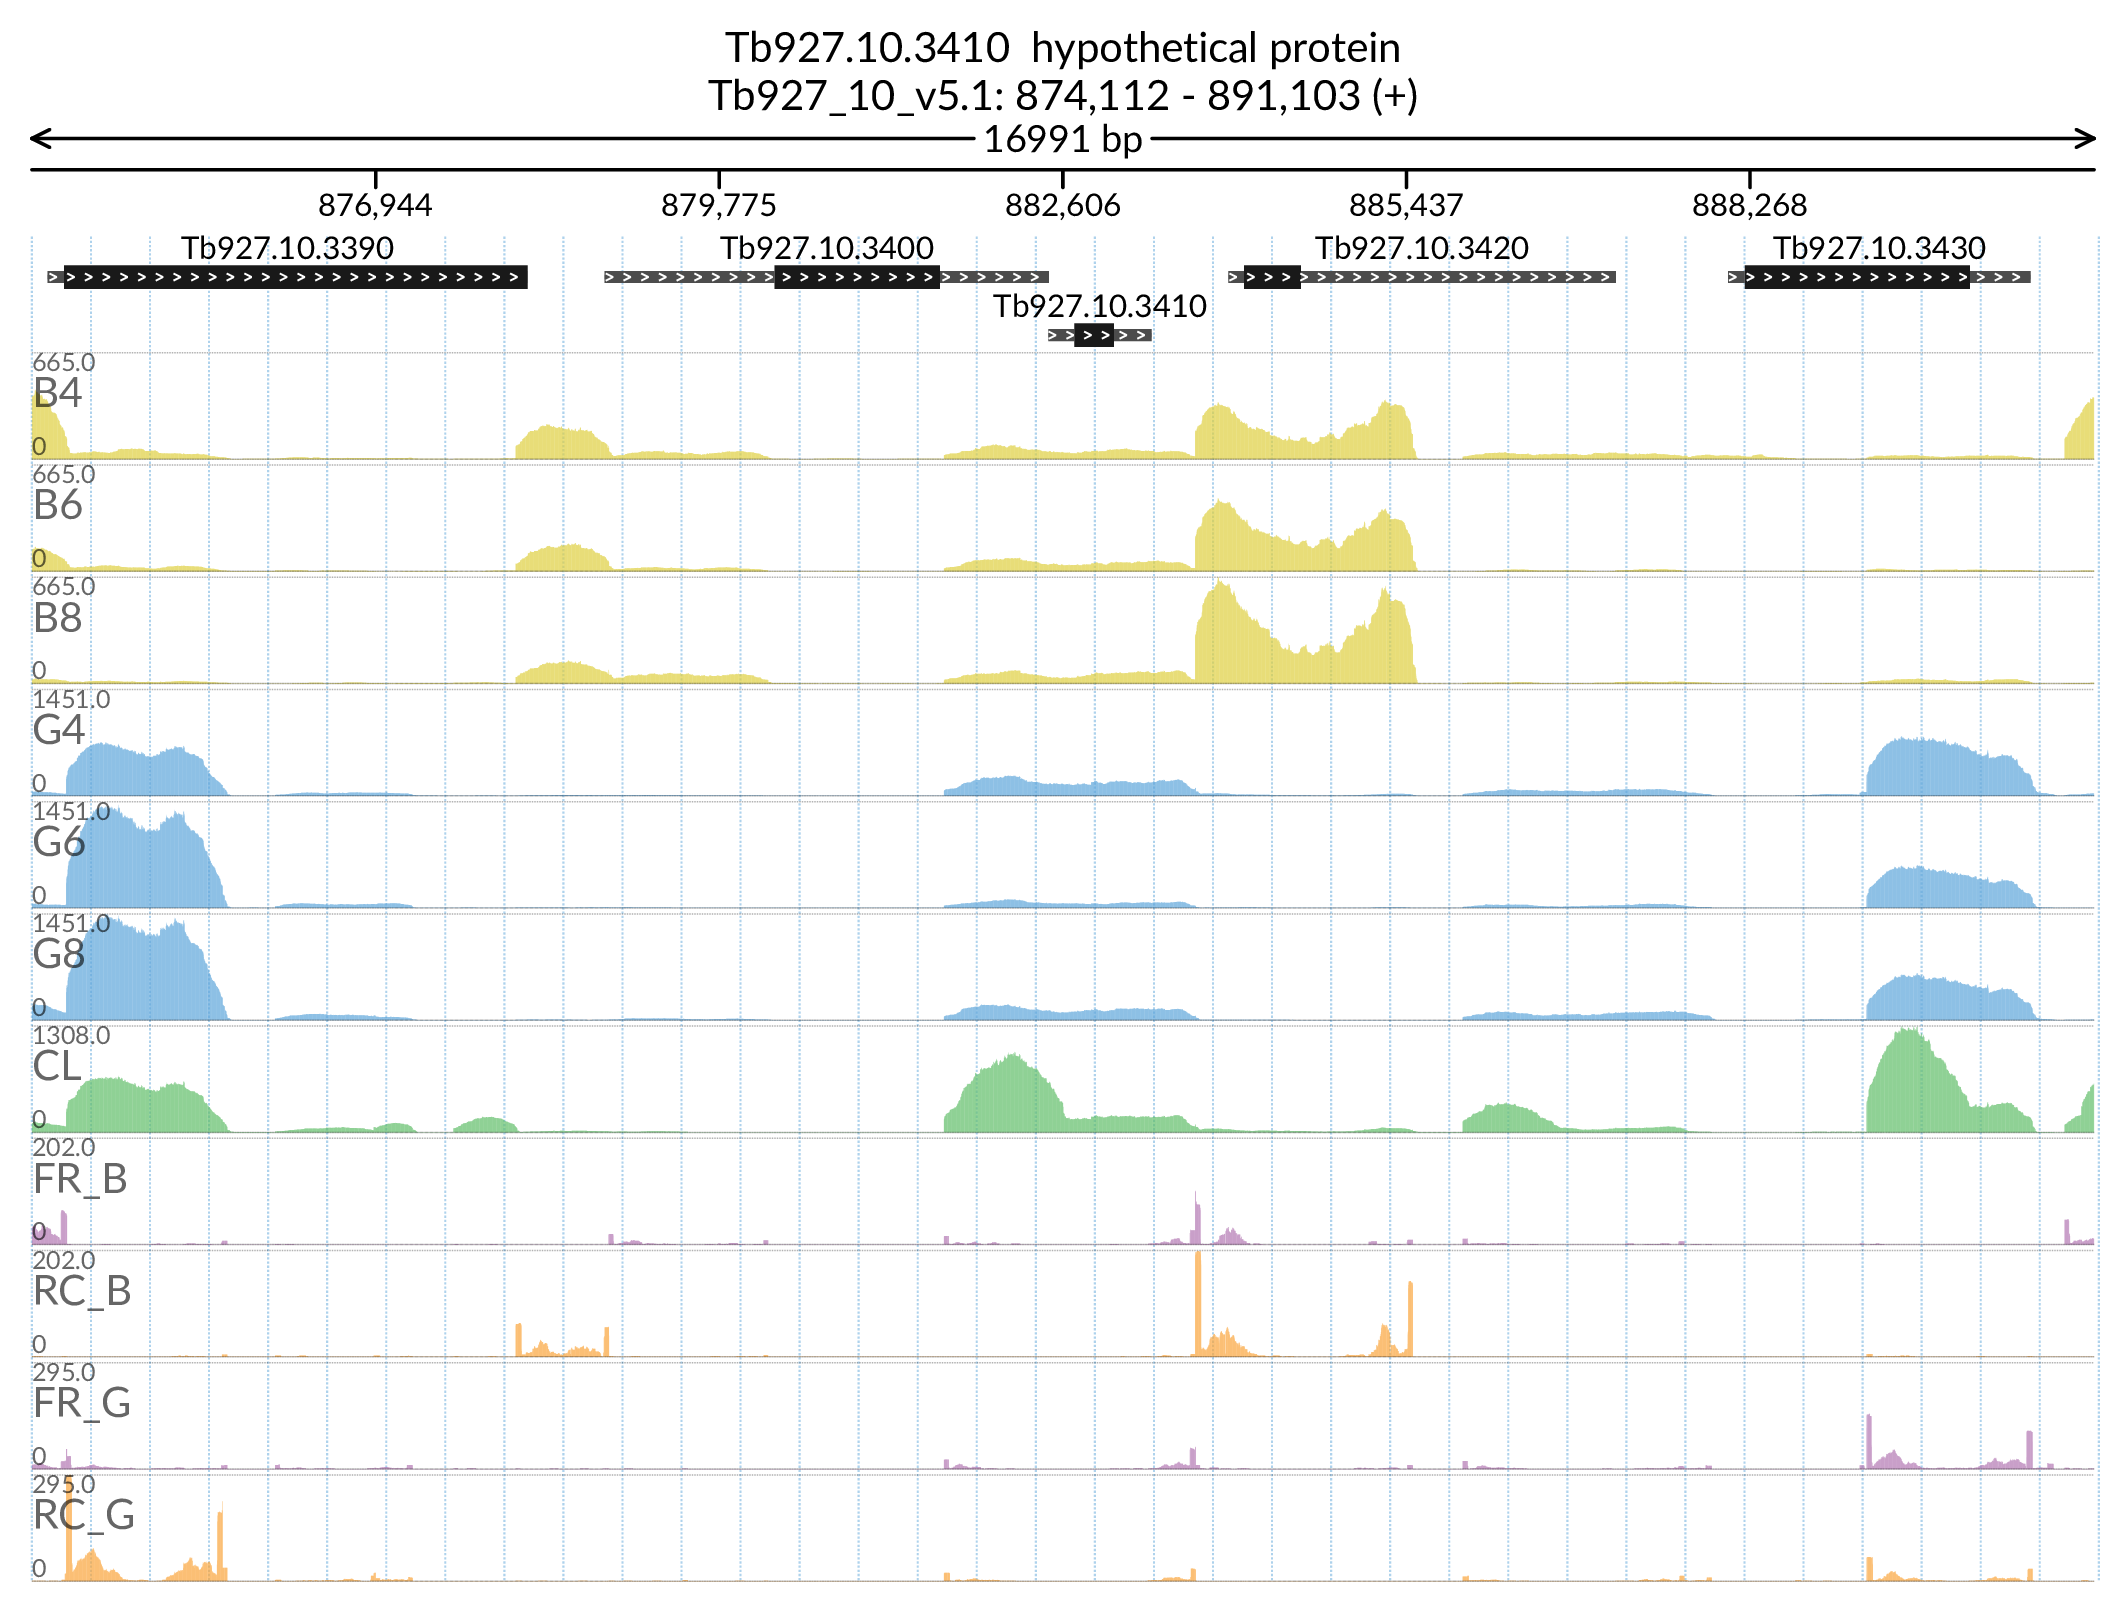 Tb927.10.3410  hypothetical protein
Tb927_10_v5.1: 874,112 - 891,103 (+)
16991 bp
876,944 879,775 882,606 885,437 888,268
Tb927.10.3390 Tb927.10.3400 Tb927.10.3420 Tb927.10.3430
Tb927.10.3410
665.0
B4
0
665.0
B6
0
665.0
B8
0
1451.0
G4
0
1451.0
G6
0
1451.0
G8
0
1308.0
CL
0
202.0
FR_B
0
202.0
RC_B
0
295.0
FR_G
0
295.0
RC_G
0